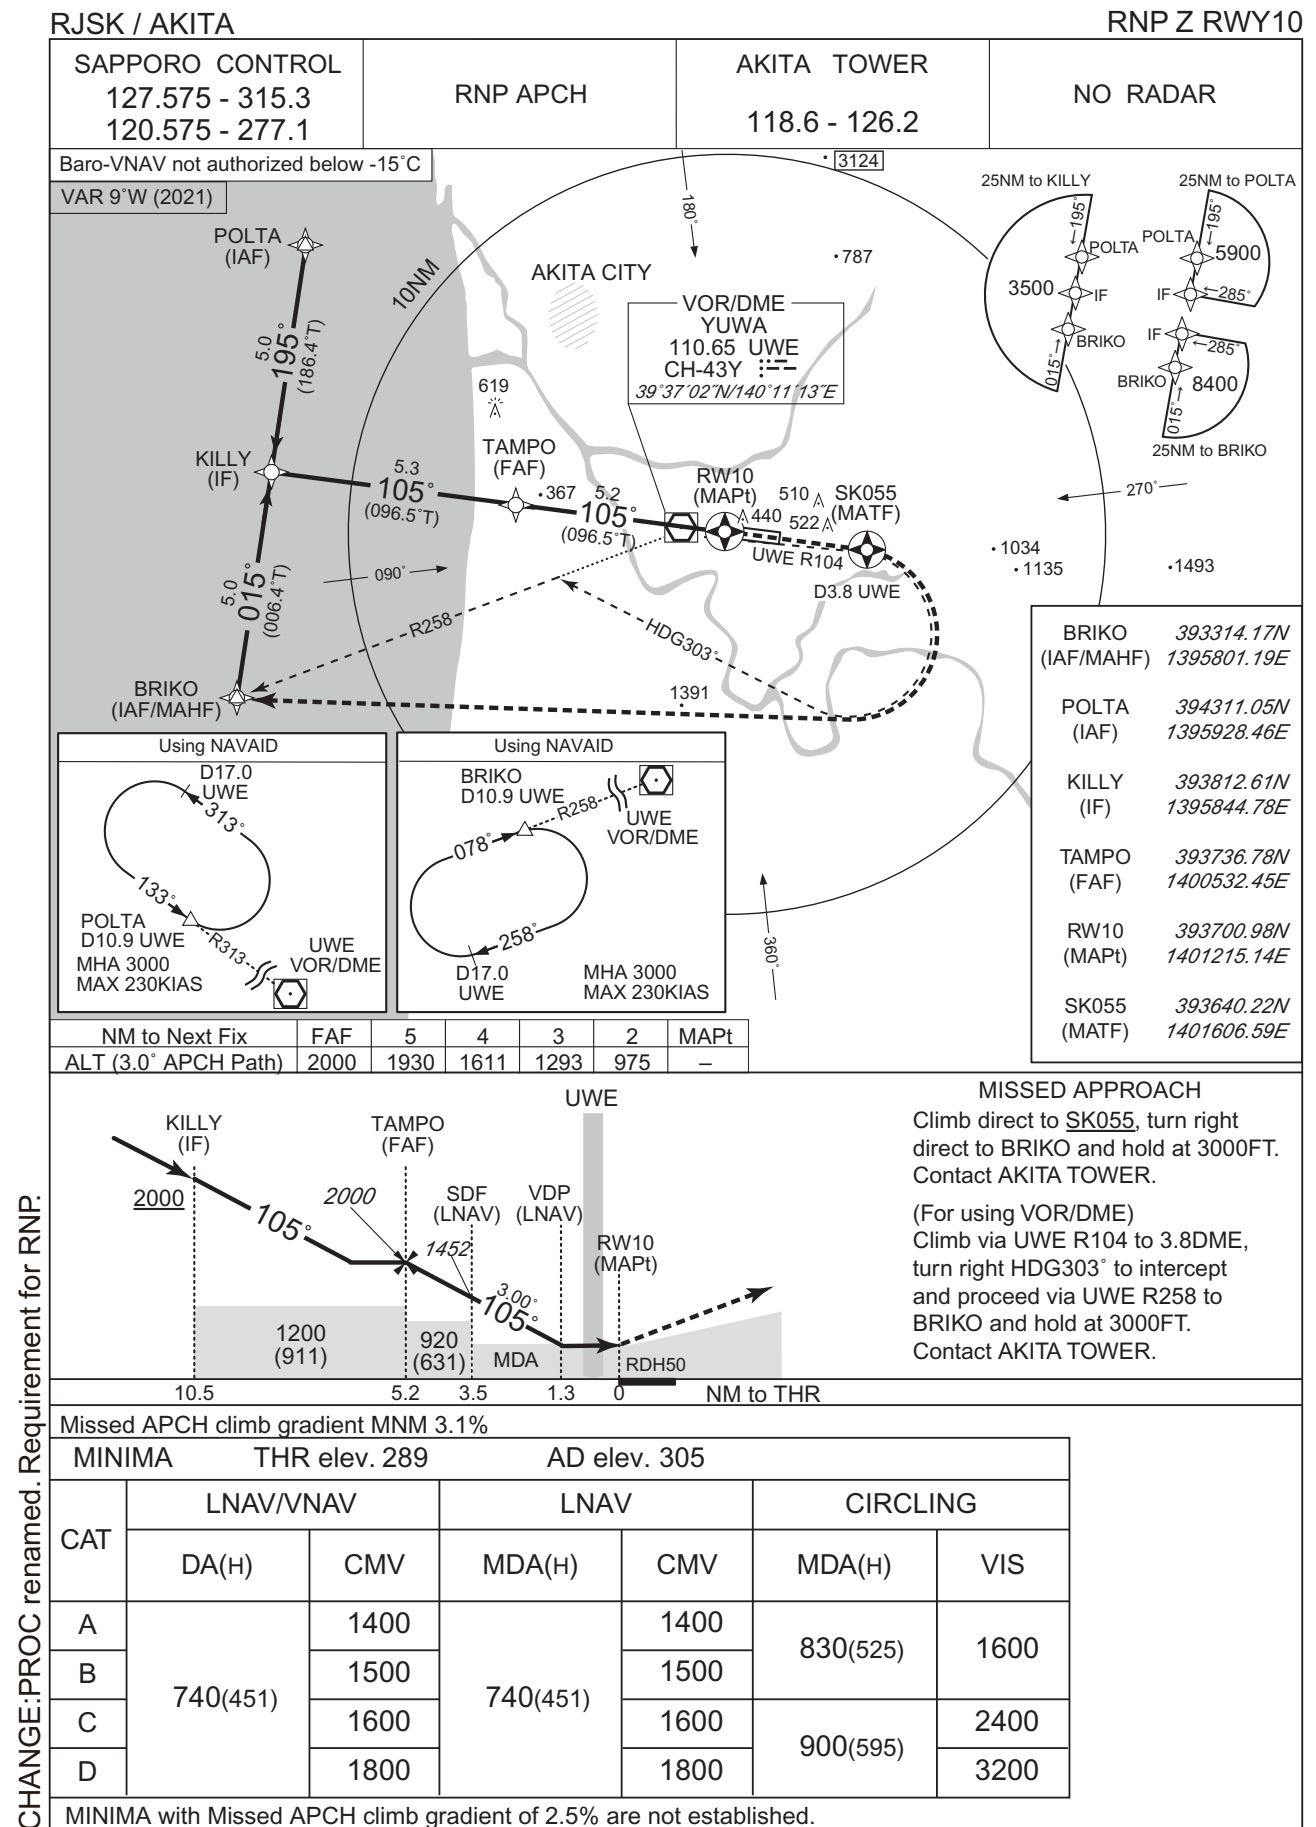 RJSK / AKITA
RNP Z RWY10
SAPPORO CONTROL
127.575 - 315.3
120.575 - 277.1
RNP APCH
AKITA TOWER
118.6 - 126.2
NO RADAR
Baro-VNAV not authorized below -15˚C
VAR 9˚W (2021)
3124
180˚
787
POLTA
(IAF)
10NM
AKITA CITY
VOR/DME
YUWA
110.65 UWE
CH-43Y
39˚37´02˝N/140˚11´13˝E
25NM to KILLY
←195˚
POLTA
3500
IF
BRIKO
015˚→
25NM to POLTA
←195˚
POLTA
5900
IF
←285˚
IF
←285˚
BRIKO
8400
015˚→
25NM to BRIKO
5.0
195˚
(186.4˚T)
619
KILLY
(IF)
5.3
105˚
(096.5˚T)
TAMPO
(FAF)
367
5.2
105˚
(096.5˚T)
RW10
(MAPt)
440
510
522
SK055
(MATF)
UWE R104
D3.8 UWE
270˚
1034
1135
1493
090˚
5.0
015˚
(006.4˚T)
R258
HDG303˚
1391
BRIKO
(IAF/MAHF)
360˚
Using NAVAID
D17.0
UWE
313˚
133˚
POLTA
D10.9 UWE
MHA 3000
MAX 230KIAS
R313
UWE
VOR/DME
Using NAVAID
BRIKO
D10.9 UWE
R258
UWE
VOR/DME
078˚
258˚
D17.0
UWE
MHA 3000
MAX 230KIAS
BRIKO 393314.17N
(IAF/MAHF) 1395801.19E
POLTA 394311.05N
(IAF) 1395928.46E
KILLY 393812.61N
(IF) 1395844.78E
TAMPO 393736.78N
(FAF) 1400532.45E
RW10 393700.98N
(MAPt) 1401215.14E
SK055 393640.22N
(MATF) 1401606.59E
NM to Next Fix FAF 5 4 3 2 MAPt
ALT (3.0˚ APCH Path) 2000 1930 1611 1293 975 –
UWE
KILLY
(IF)
TAMPO
(FAF)
2000
105˚
2000
SDF
(LNAV)
VDP
(LNAV)
1452
RW10
(MAPt)
3.00˚
105˚
1200
(911)
920
(631)
MDA
RDH50
10.5 5.2 3.5 1.3 0 NM to THR
MISSED APPROACH
Climb direct to SK055, turn right
direct to BRIKO and hold at 3000FT.
Contact AKITA TOWER.
(For using VOR/DME)
Climb via UWE R104 to 3.8DME,
turn right HDG303˚ to intercept
and proceed via UWE R258 to
BRIKO and hold at 3000FT.
Contact AKITA TOWER.
Missed APCH climb gradient MNM 3.1%
MINIMA THR elev. 289 AD elev. 305
CAT LNAV/VNAV LNAV CIRCLING
DA(H) CMV MDA(H) CMV MDA(H) VIS
A 740(451) 1400 740(451) 1400 830(525) 1600
B 1500 1500
C 1600 1600 900(595) 2400
D 1800 1800 3200
MINIMA with Missed APCH climb gradient of 2.5% are not established.
CHANGE:PROC renamed. Requirement for RNP.